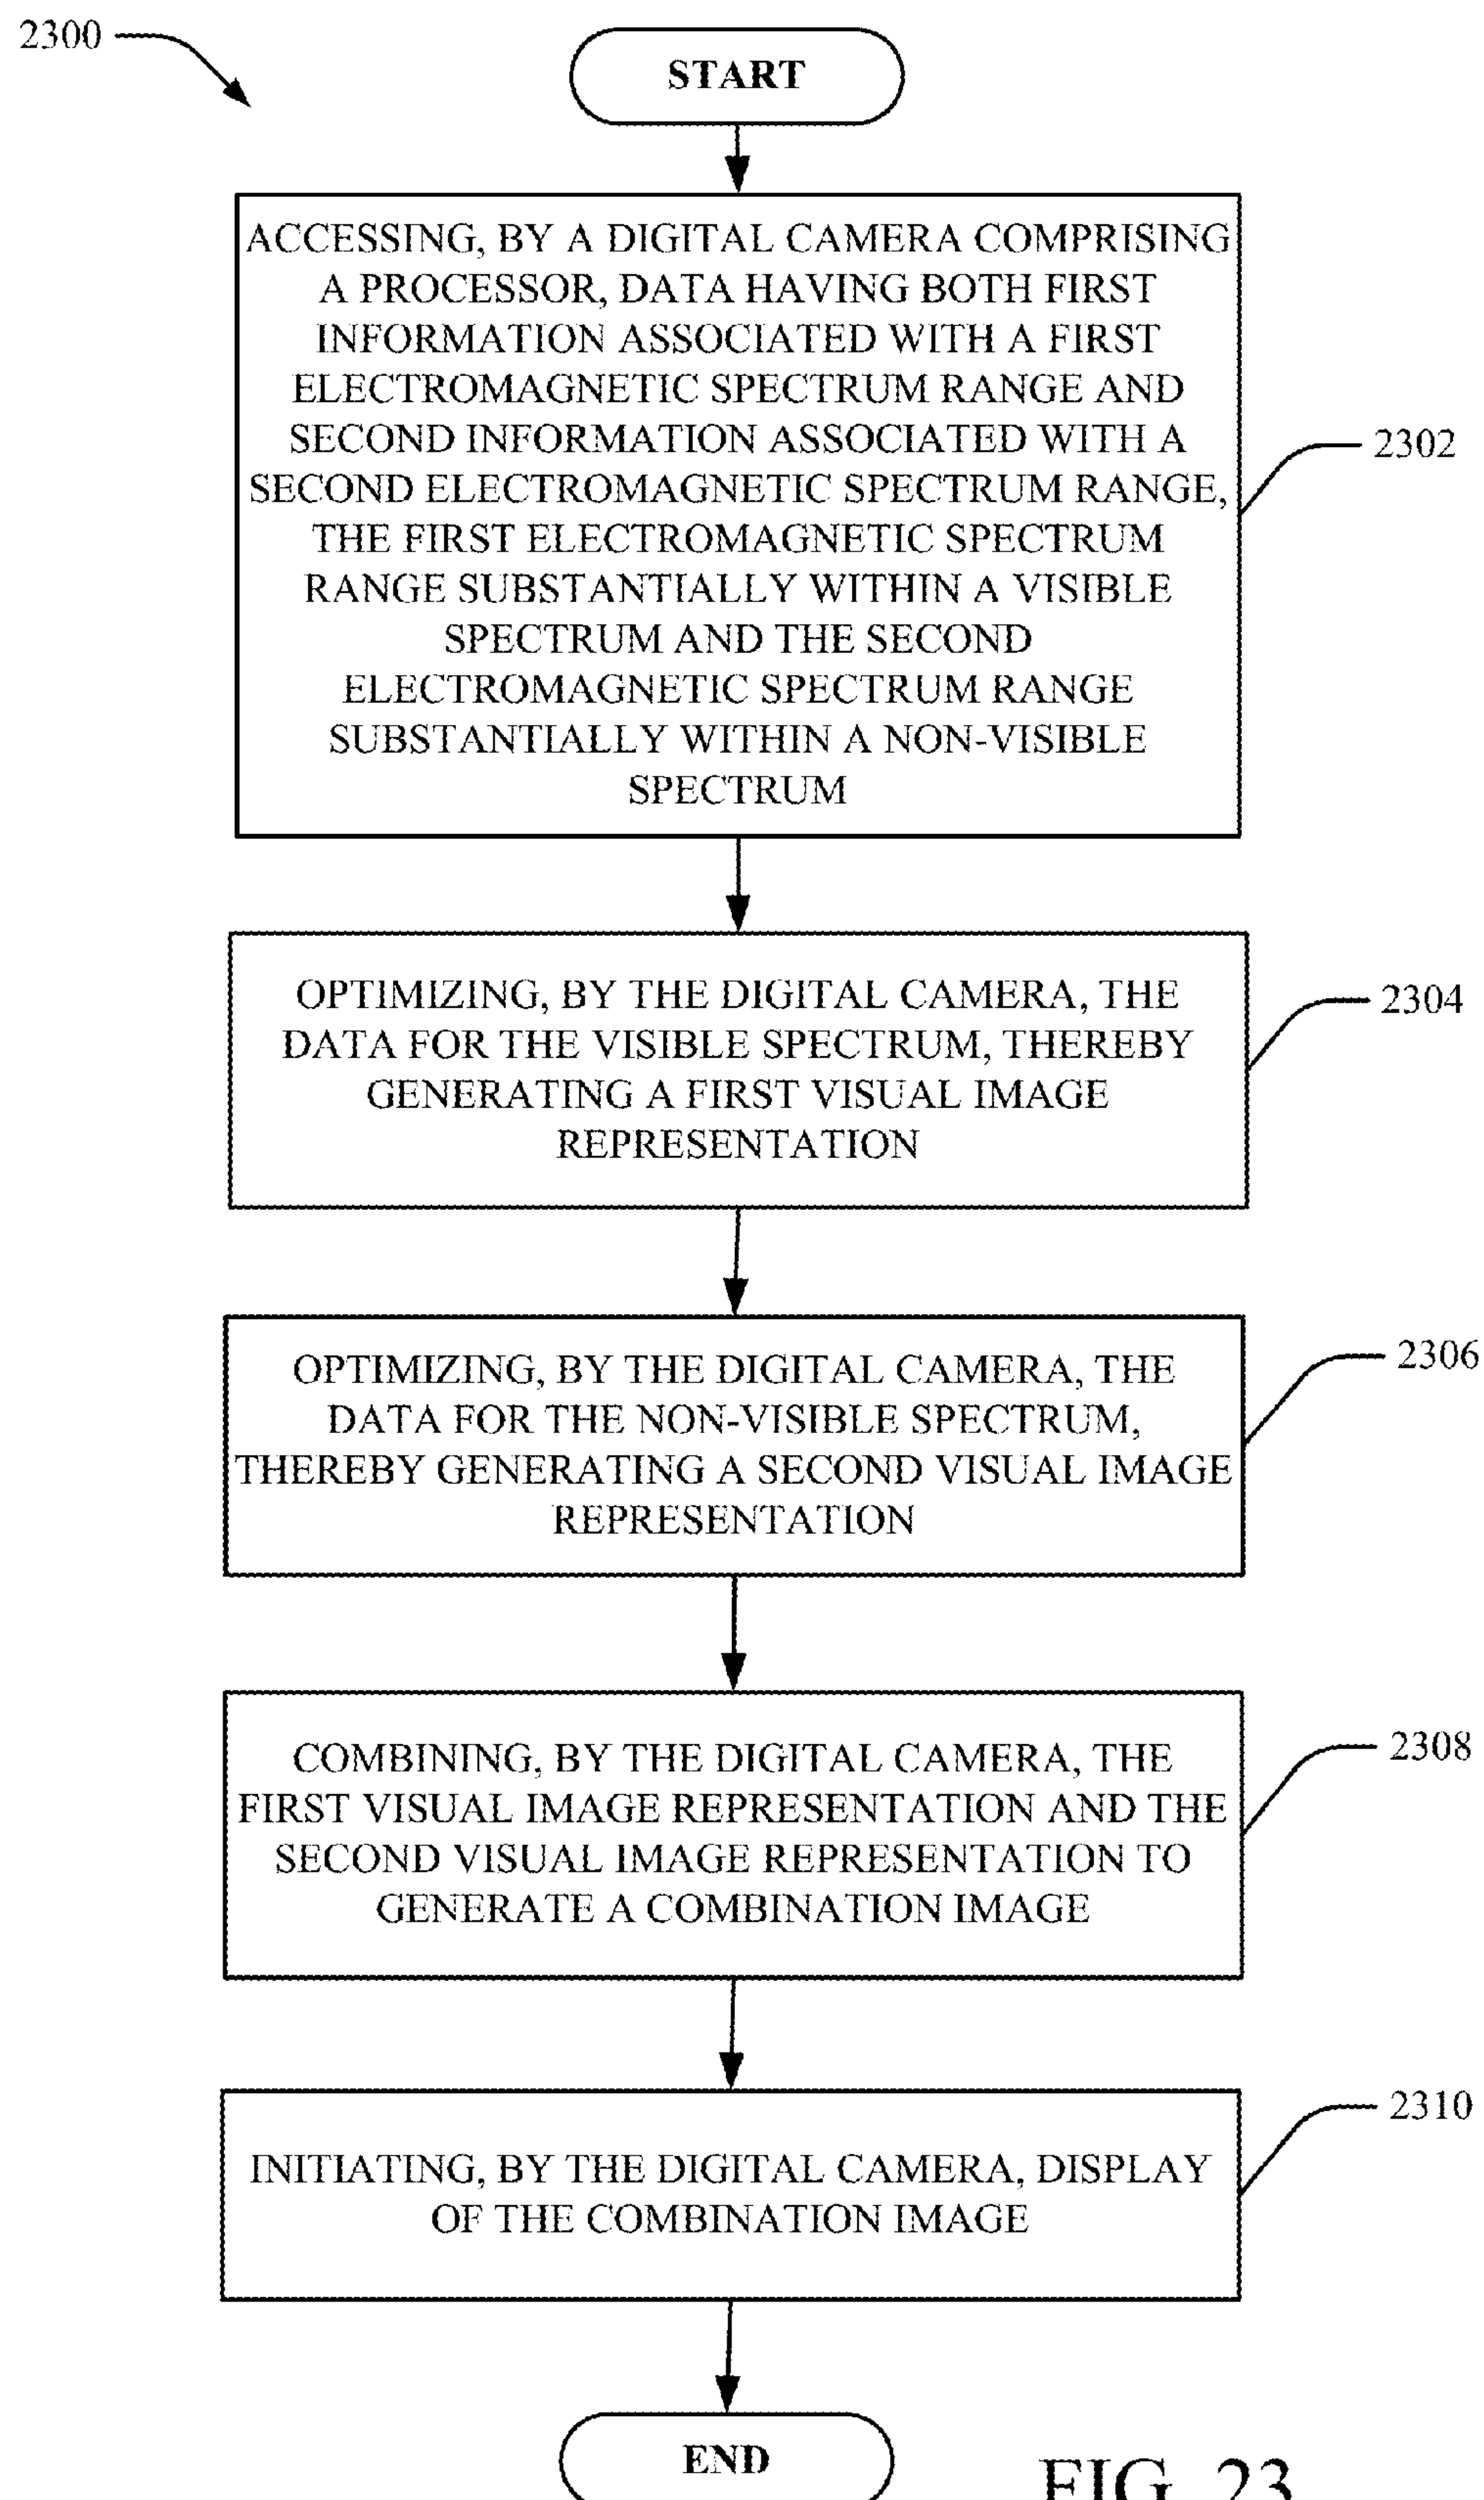 2300
START
ACCESSING, BY A DIGITAL CAMERA COMPRISING
A PROCESSOR, DATA HAVING BOTH FIRST
INFORMATION ASSOCIATED WITH A FIRST
ELECTROMAGNETIC SPECTRUM RANGE AND
SECOND INFORMATION ASSOCIATED WITH A
SECOND ELECTROMAGNETIC SPECTRUM RANGE,
THE FIRST ELECTROMAGNETIC SPECTRUM
RANGE SUBSTANTIALLY WITHIN A VISIBLE
SPECTRUM AND THE SECOND
ELECTROMAGNETIC SPECTRUM RANGE
SUBSTANTIALLY WITHIN A NON-VISIBLE
SPECTRUM
2302
OPTIMIZING, BY THE DIGITAL CAMERA, THE
DATA FOR THE VISIBLE SPECTRUM, THEREBY
GENERATING A FIRST VISUAL IMAGE
REPRESENTATION
2304
OPTIMIZING, BY THE DIGITAL CAMERA, THE
DATA FOR THE NON-VISIBLE SPECTRUM,
THEREBY GENERATING A SECOND VISUAL IMAGE
REPRESENTATION
2306
COMBINING, BY THE DIGITAL CAMERA, THE
FIRST VISUAL IMAGE REPRESENTATION AND THE
SECOND VISUAL IMAGE REPRESENTATION TO
GENERATE A COMBINATION IMAGE
2308
INITIATING, BY THE DIGITAL CAMERA, DISPLAY
OF THE COMBINATION IMAGE
2310
END
FIG. 23